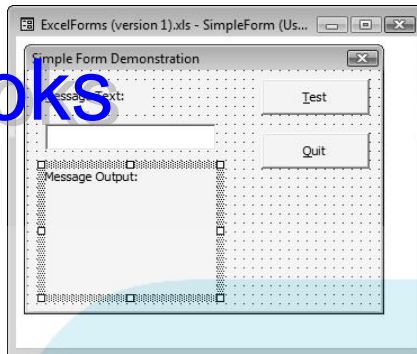 ExcelForms (version 1).xls - SimpleForm (Us...
Simple Form Demonstration
oks
Message Text:
Test
Quit
Message Output: